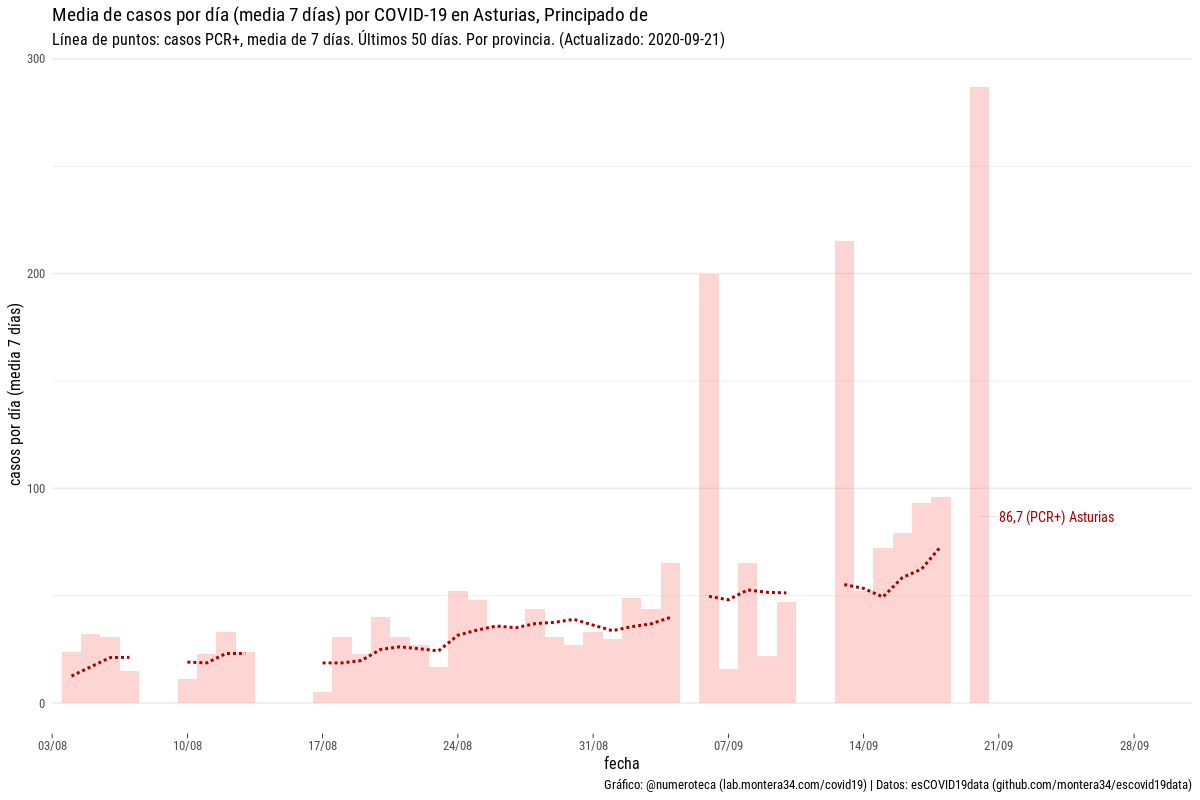 Media de casos por día (media 7 días) por COVID-19 en Asturias, Principado de
Línea de puntos: casos PCR+, media de 7 días. Últimos 50 días. Por provincia. (Actualizado: 2020-09-21)
300
200
100
0
casos por día (media 7 días)
86,7 (PCR+) Asturias
03/08
10/08
17/08
24/08
31/08
07/09
14/09
21/09
28/09
fecha
Gráfico: @numeroteca (lab.montera34.com/covid19) | Datos: esCOVID19data (github.com/montera34/escovid19data)